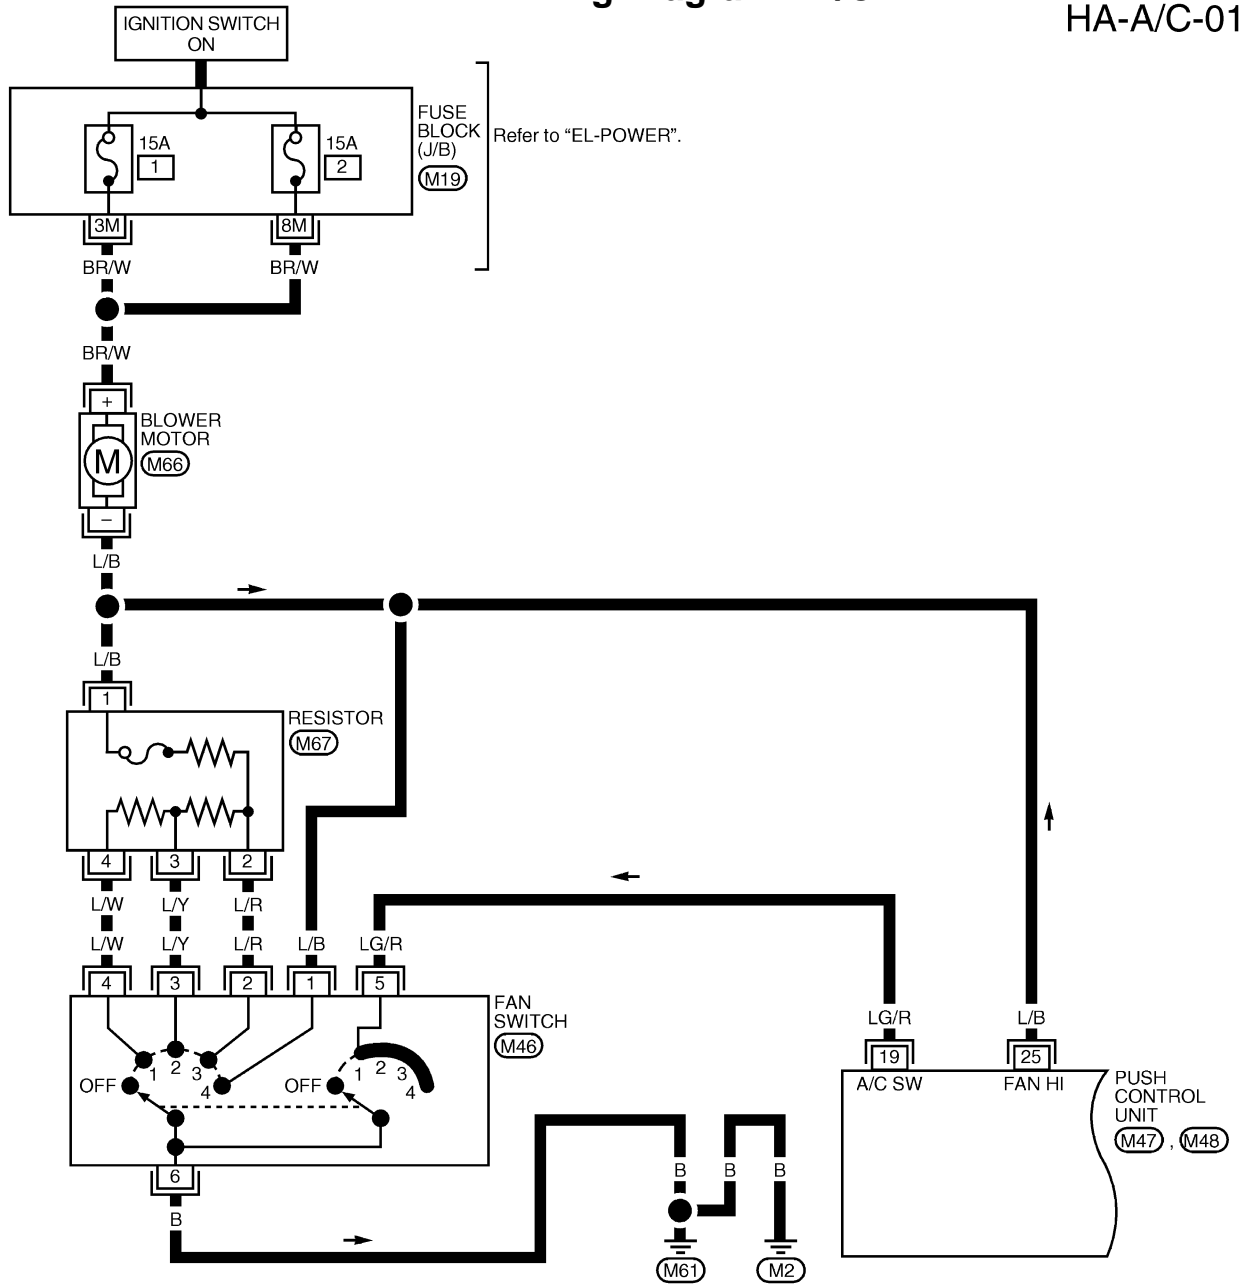 HA-A/C-01
IGNITION SWITCH
ON
FUSE
BLOCK
(J/B)
M19
Refer to “EL-POWER”.
15A
1
15A
2
3M
8M
BR/W
BR/W
BR/W
+
BLOWER
MOTOR
M66
M
–
L/B
L/B
1
RESISTOR
M67
4
3
2
L/W
L/Y
L/R
L/W
L/Y
L/R
L/B
LG/R
4
3
2
1
5
FAN
SWITCH
M46
OFF
1
2
3
4
OFF
1
2
3
4
6
B
B
B
B
M61
M2
LG/R
L/B
19
25
A/C SW
FAN HI
PUSH
CONTROL
UNIT
M47 , M48